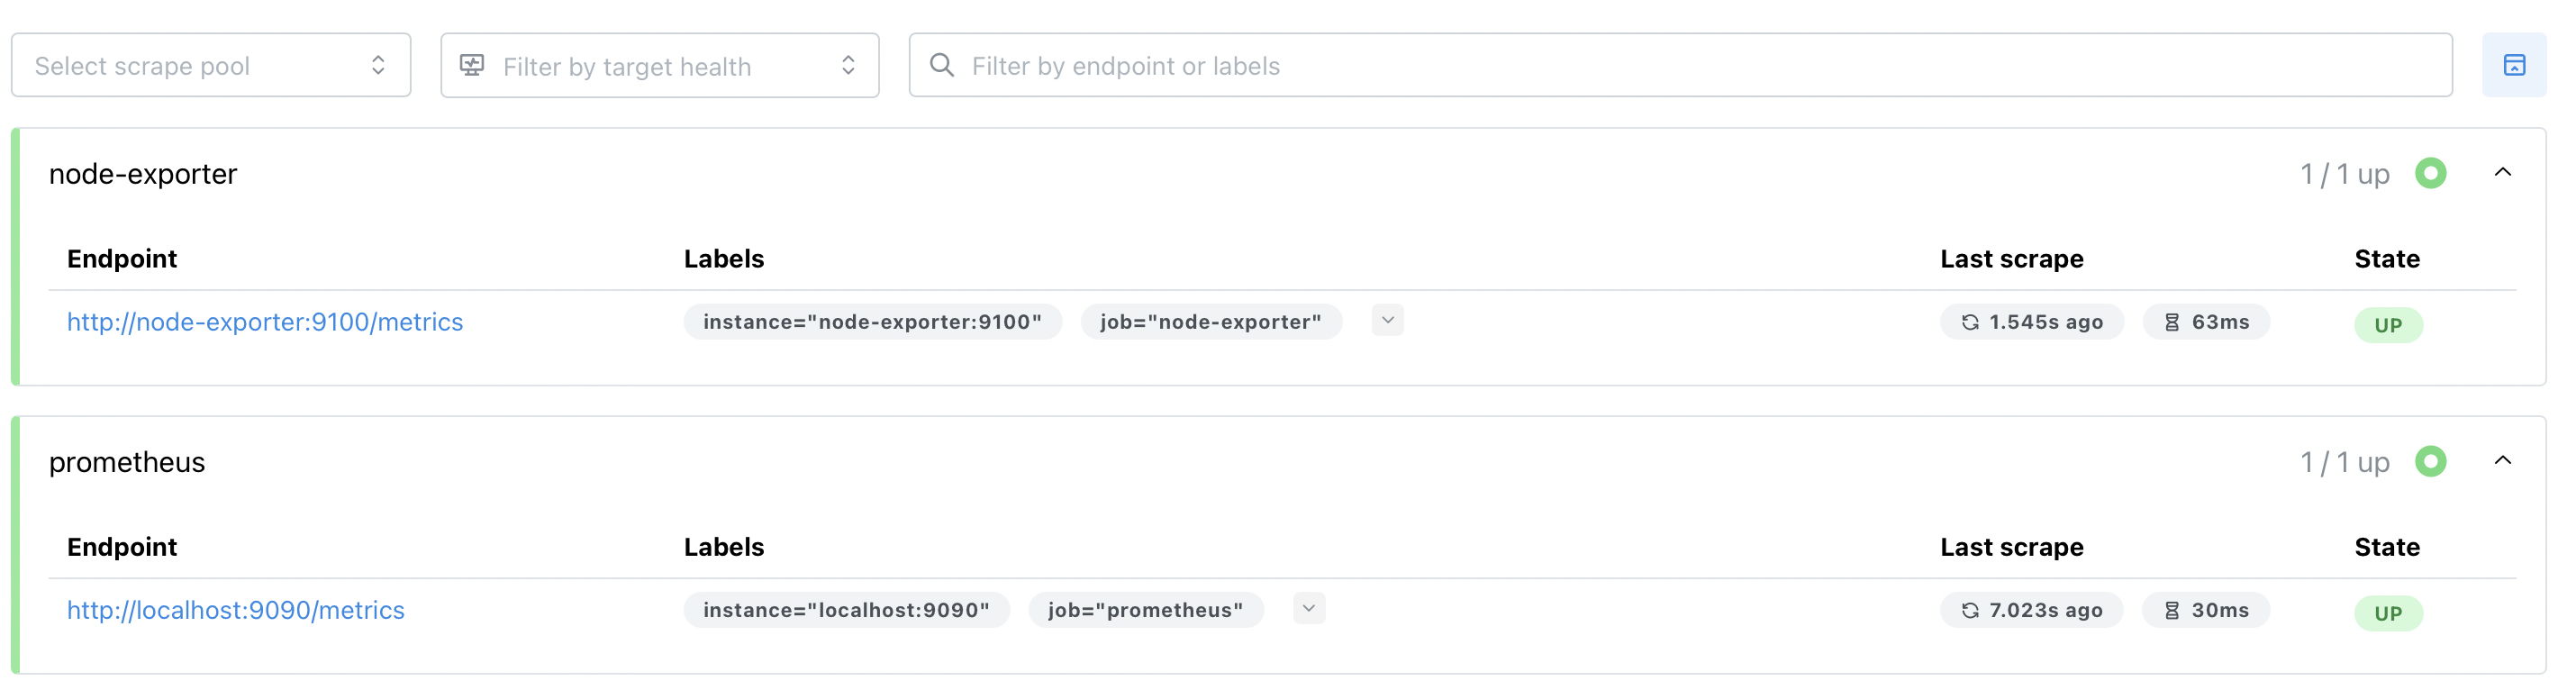 Select scrape pool Filter by target health Filter by endpoint or labels
node-exporter 1 / 1 up
Endpoint Labels Last scrape State
http://node-exporter:9100/metrics instance="node-exporter:9100" job="node-exporter" 1.545s ago 63ms UP
prometheus 1 / 1 up
Endpoint Labels Last scrape State
http://localhost:9090/metrics instance="localhost:9090" job="prometheus" 7.023s ago 30ms UP